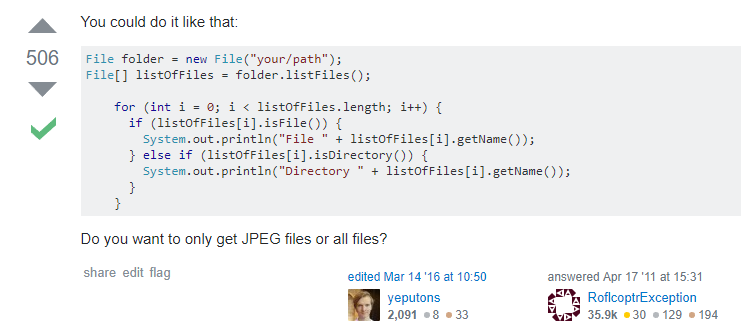 You could do it like that:
506
File folder = new File("your/path");
File[] listOfFiles = folder.listFiles();
for (int i = 0; i < listOfFiles.length; i++) {
if (listOfFiles[i].isFile()) {
System.out.println("File " + listOfFiles[i].getName());
} else if (listOfFiles[i].isDirectory()) {
System.out.println("Directory " + listOfFiles[i].getName());
}
}
Do you want to only get JPEG files or all files?
share edit flag
edited Mar 14 '16 at 10:50
yeputons
2,091 ●8 ●33
answered Apr 17 '11 at 15:31
RoflcoptrException
35.9k ●30 ●129 ●194